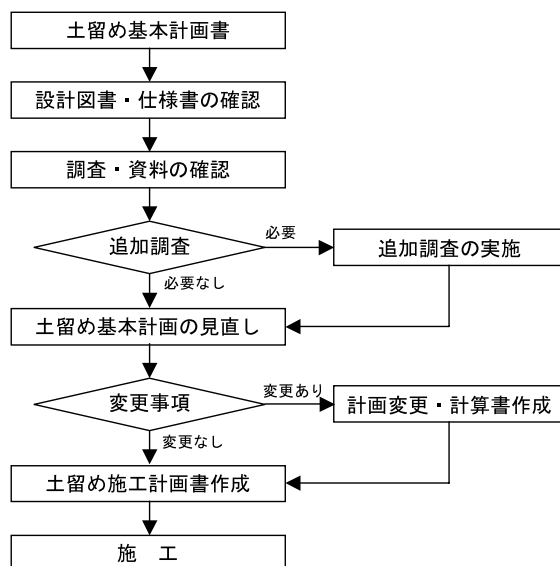 土留め基本計画書
設計図書・仕様書の確認
調査・資料の確認
追加調査
必要
追加調査の実施
必要なし
土留め基本計画の見直し
変更事項
変更あり
計画変更・計算書作成
変更なし
土留め施工計画書作成
施　工